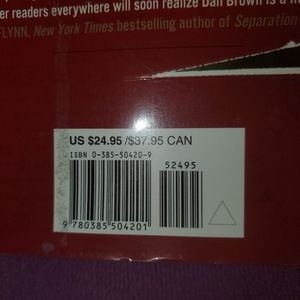 er readers everywhere will soon realize Dan Brown is a m
FLYNN, New York Times bestselling author of Separation
US $24.95 /$37.95 CAN
ISBN 0-385-50420-9
52495
9 780385 504201